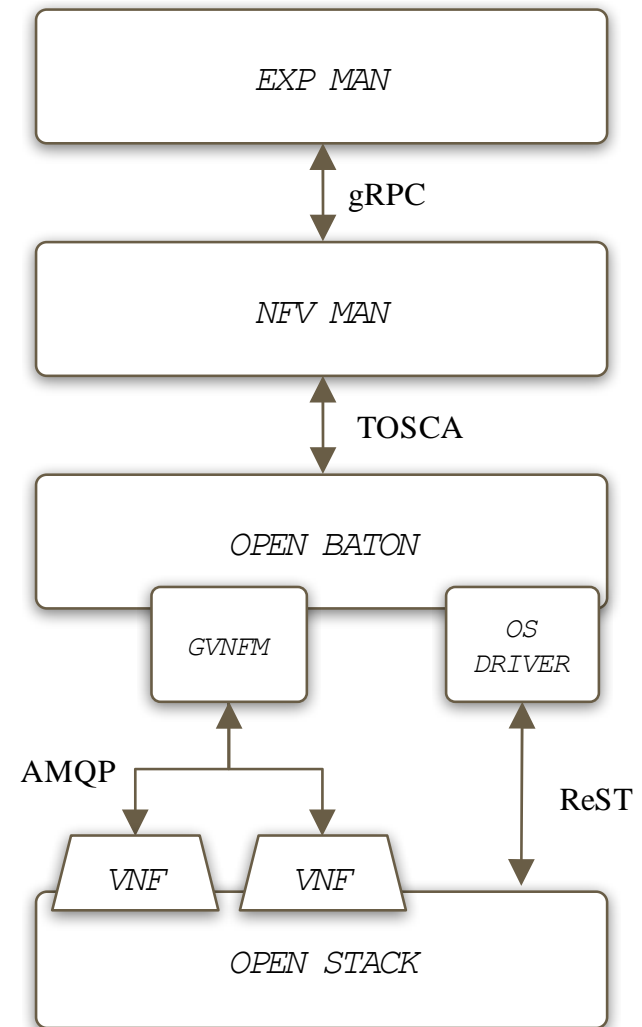 EXP MAN
gRPC
NFV MAN
TOSCA
OPEN BATON
GVNFM
OS
DRIVER
AMQP
ReST
VNF
VNF
OPEN STACK